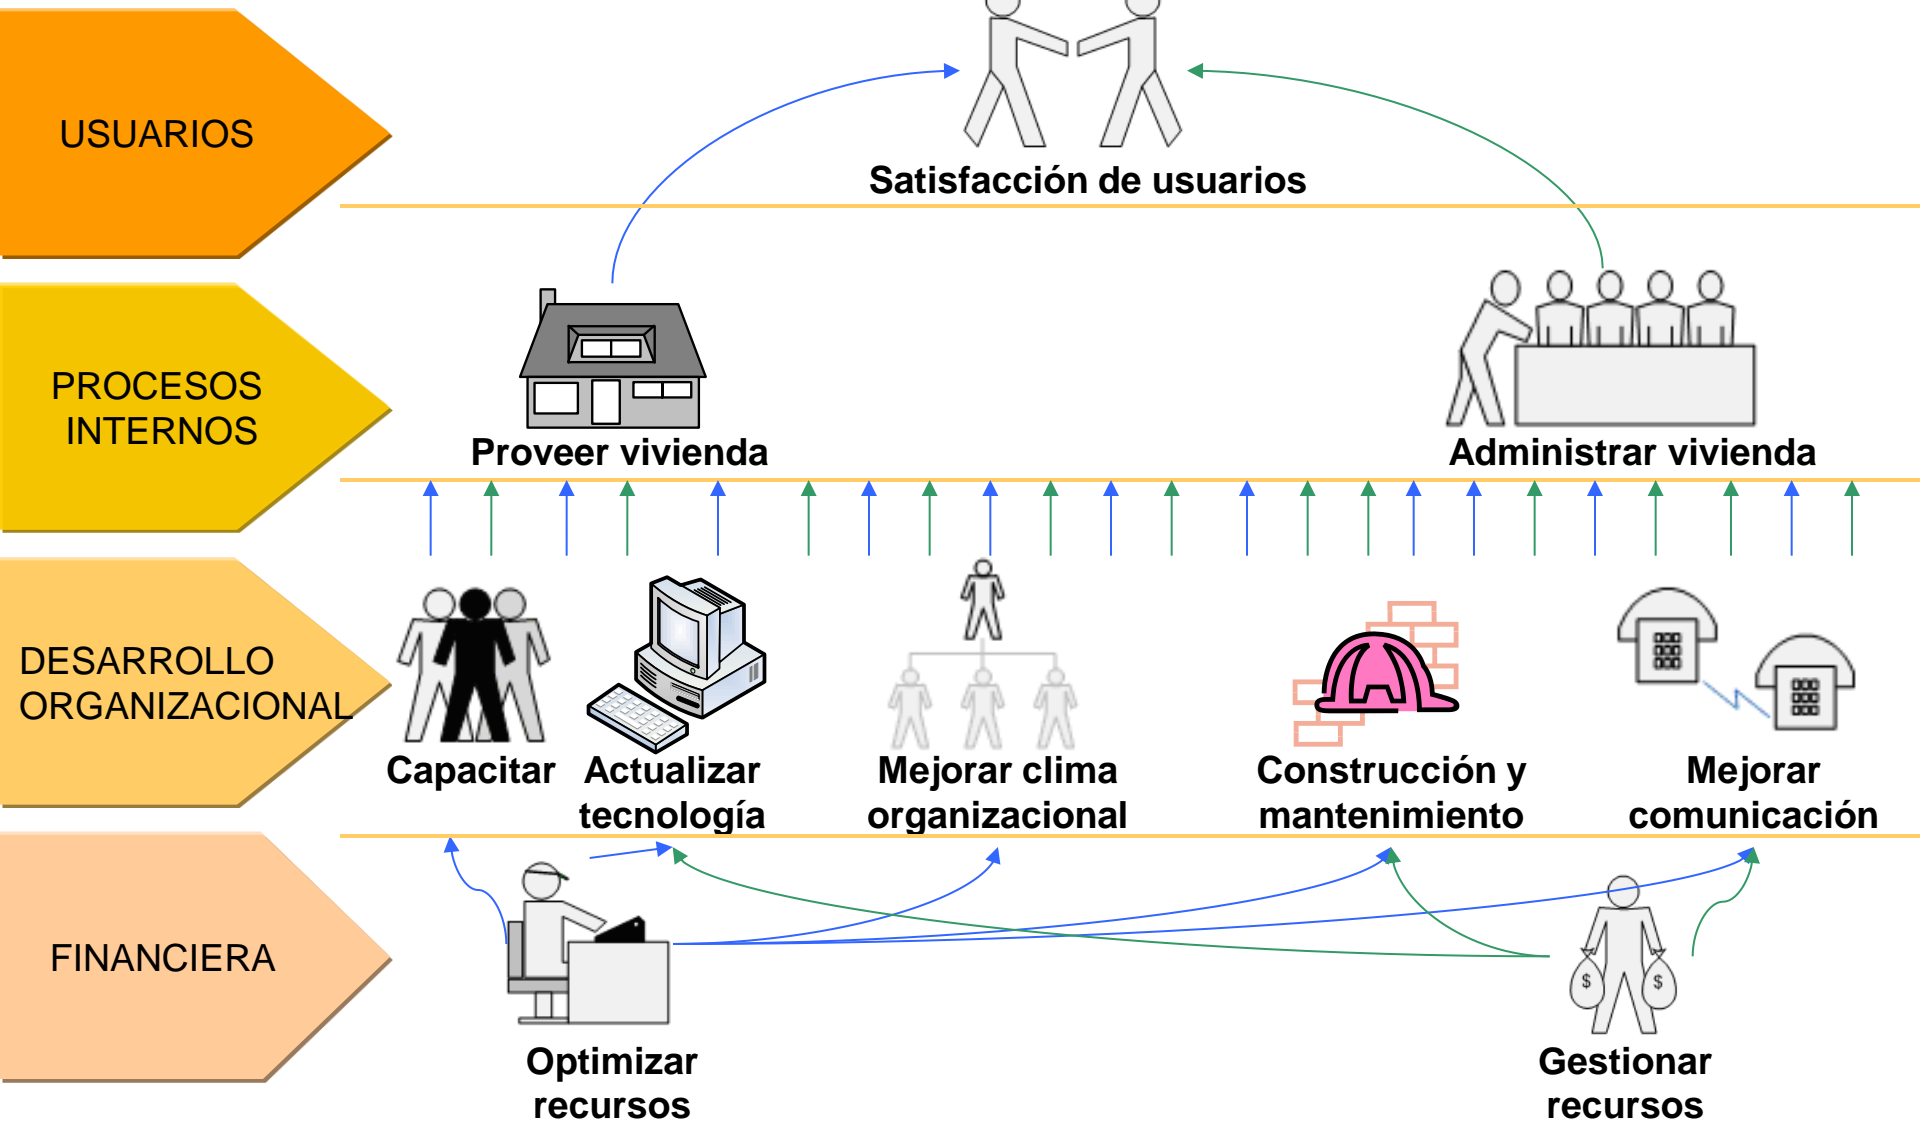 USUARIOS
Satisfacción de usuarios
PROCESOS
INTERNOS
Proveer vivienda
Administrar vivienda
DESARROLLO
ORGANIZACIONAL
Capacitar
Actualizar
tecnología
Mejorar clima
organizacional
Construcción y
mantenimiento
Mejorar
comunicación
FINANCIERA
$ $
Optimizar
recursos
Gestionar
recursos